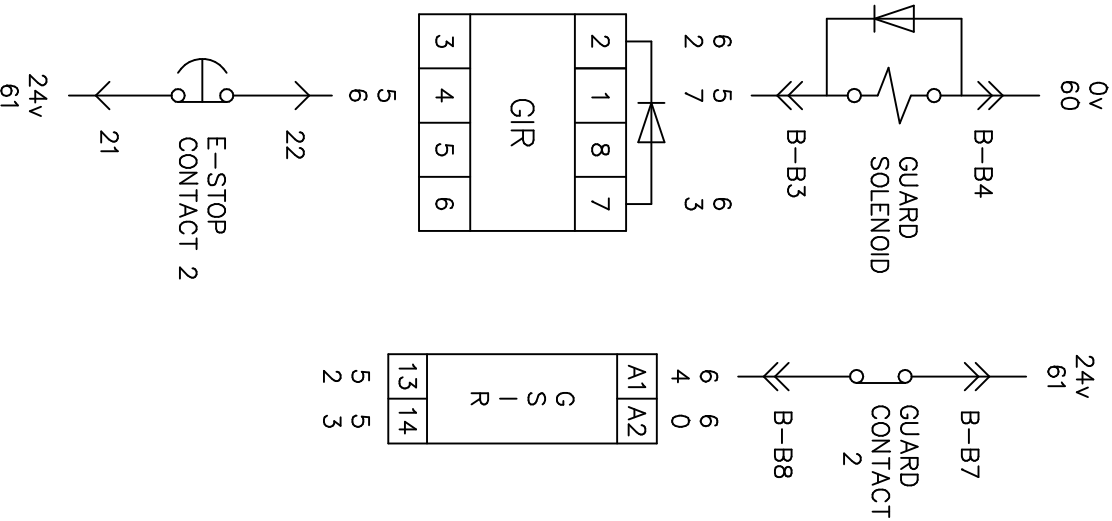 0v
60
B-B4
GUARD
SOLENOID
B-B3
6
2
5
7
6
3
2 1 8 7
GIR
3 4 5 6
5
6
22
E-STOP
CONTACT 2
21
24v
61
24v
61
B-B7
GUARD
CONTACT
2
B-B8
6
4
6
0
A1 A2
G
S
I
R
13 14
5
2
5
3